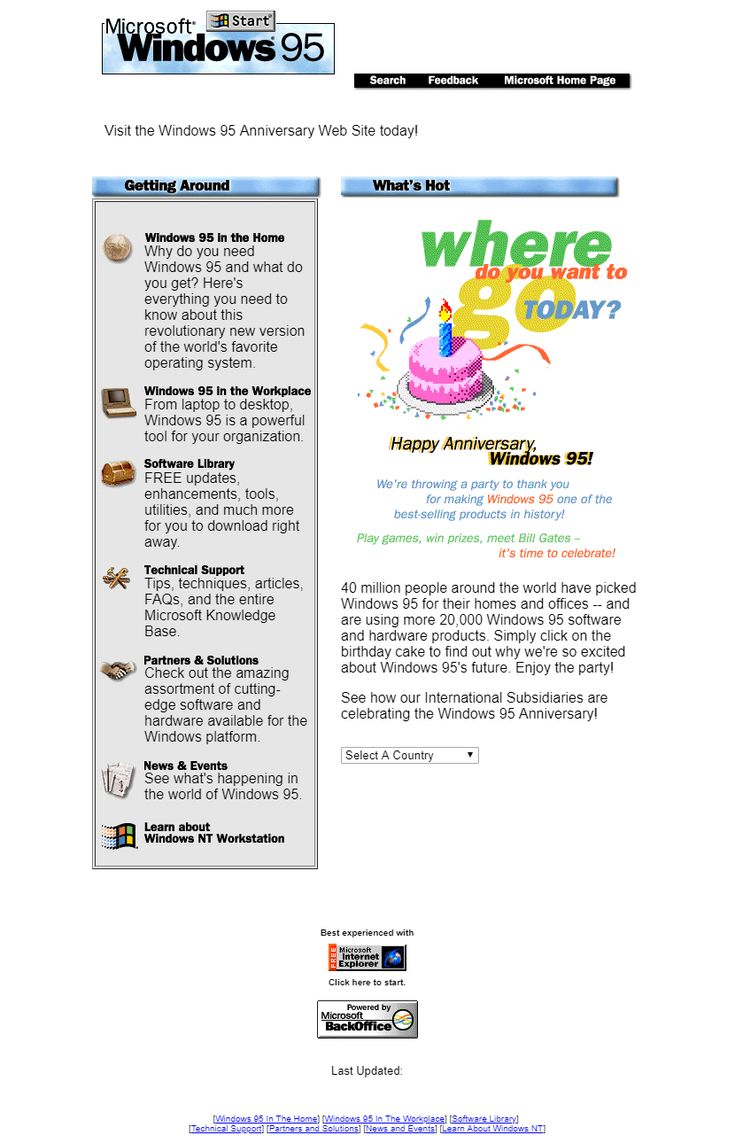 Microsoft® Start
Windows® 95
Search Feedback Microsoft Home Page
Visit the Windows 95 Anniversary Web Site today!
Getting Around
Windows 95 in the Home
Why do you need
Windows 95 and what do
you get? Here's
everything you need to
know about this
revolutionary new version
of the world's favorite
operating system.
Windows 95 in the Workplace
From laptop to desktop,
Windows 95 is a powerful
tool for your organization.
Software Library
FREE updates,
enhancements, tools,
utilities, and much more
for you to download right
away.
Technical Support
Tips, techniques, articles,
FAQs, and the entire
Microsoft Knowledge
Base.
Partners & Solutions
Check out the amazing
assortment of cutting-
edge software and
hardware available for the
Windows platform.
News & Events
See what's happening in
the world of Windows 95.
Learn about
Windows NT Workstation
What's Hot
where
do you want to
go TODAY?
Happy Anniversary,
Windows 95!
We're throwing a party to thank you
for making Windows 95 one of the
best-selling products in history!
Play games, win prizes, meet Bill Gates –
it's time to celebrate!
40 million people around the world have picked
Windows 95 for their homes and offices -- and
are using more 20,000 Windows 95 software
and hardware products. Simply click on the
birthday cake to find out why we're so excited
about Windows 95's future. Enjoy the party!
See how our International Subsidiaries are
celebrating the Windows 95 Anniversary!
Select A Country
Best experienced with
FREE Microsoft
Internet
Explorer
Click here to start.
Powered by
Microsoft
BackOffice
Last Updated:
[Windows 95 In The Home] [Windows 95 In The Workplace] [Software Library]
[Technical Support] [Partners and Solutions] [News and Events] [Learn About Windows NT]